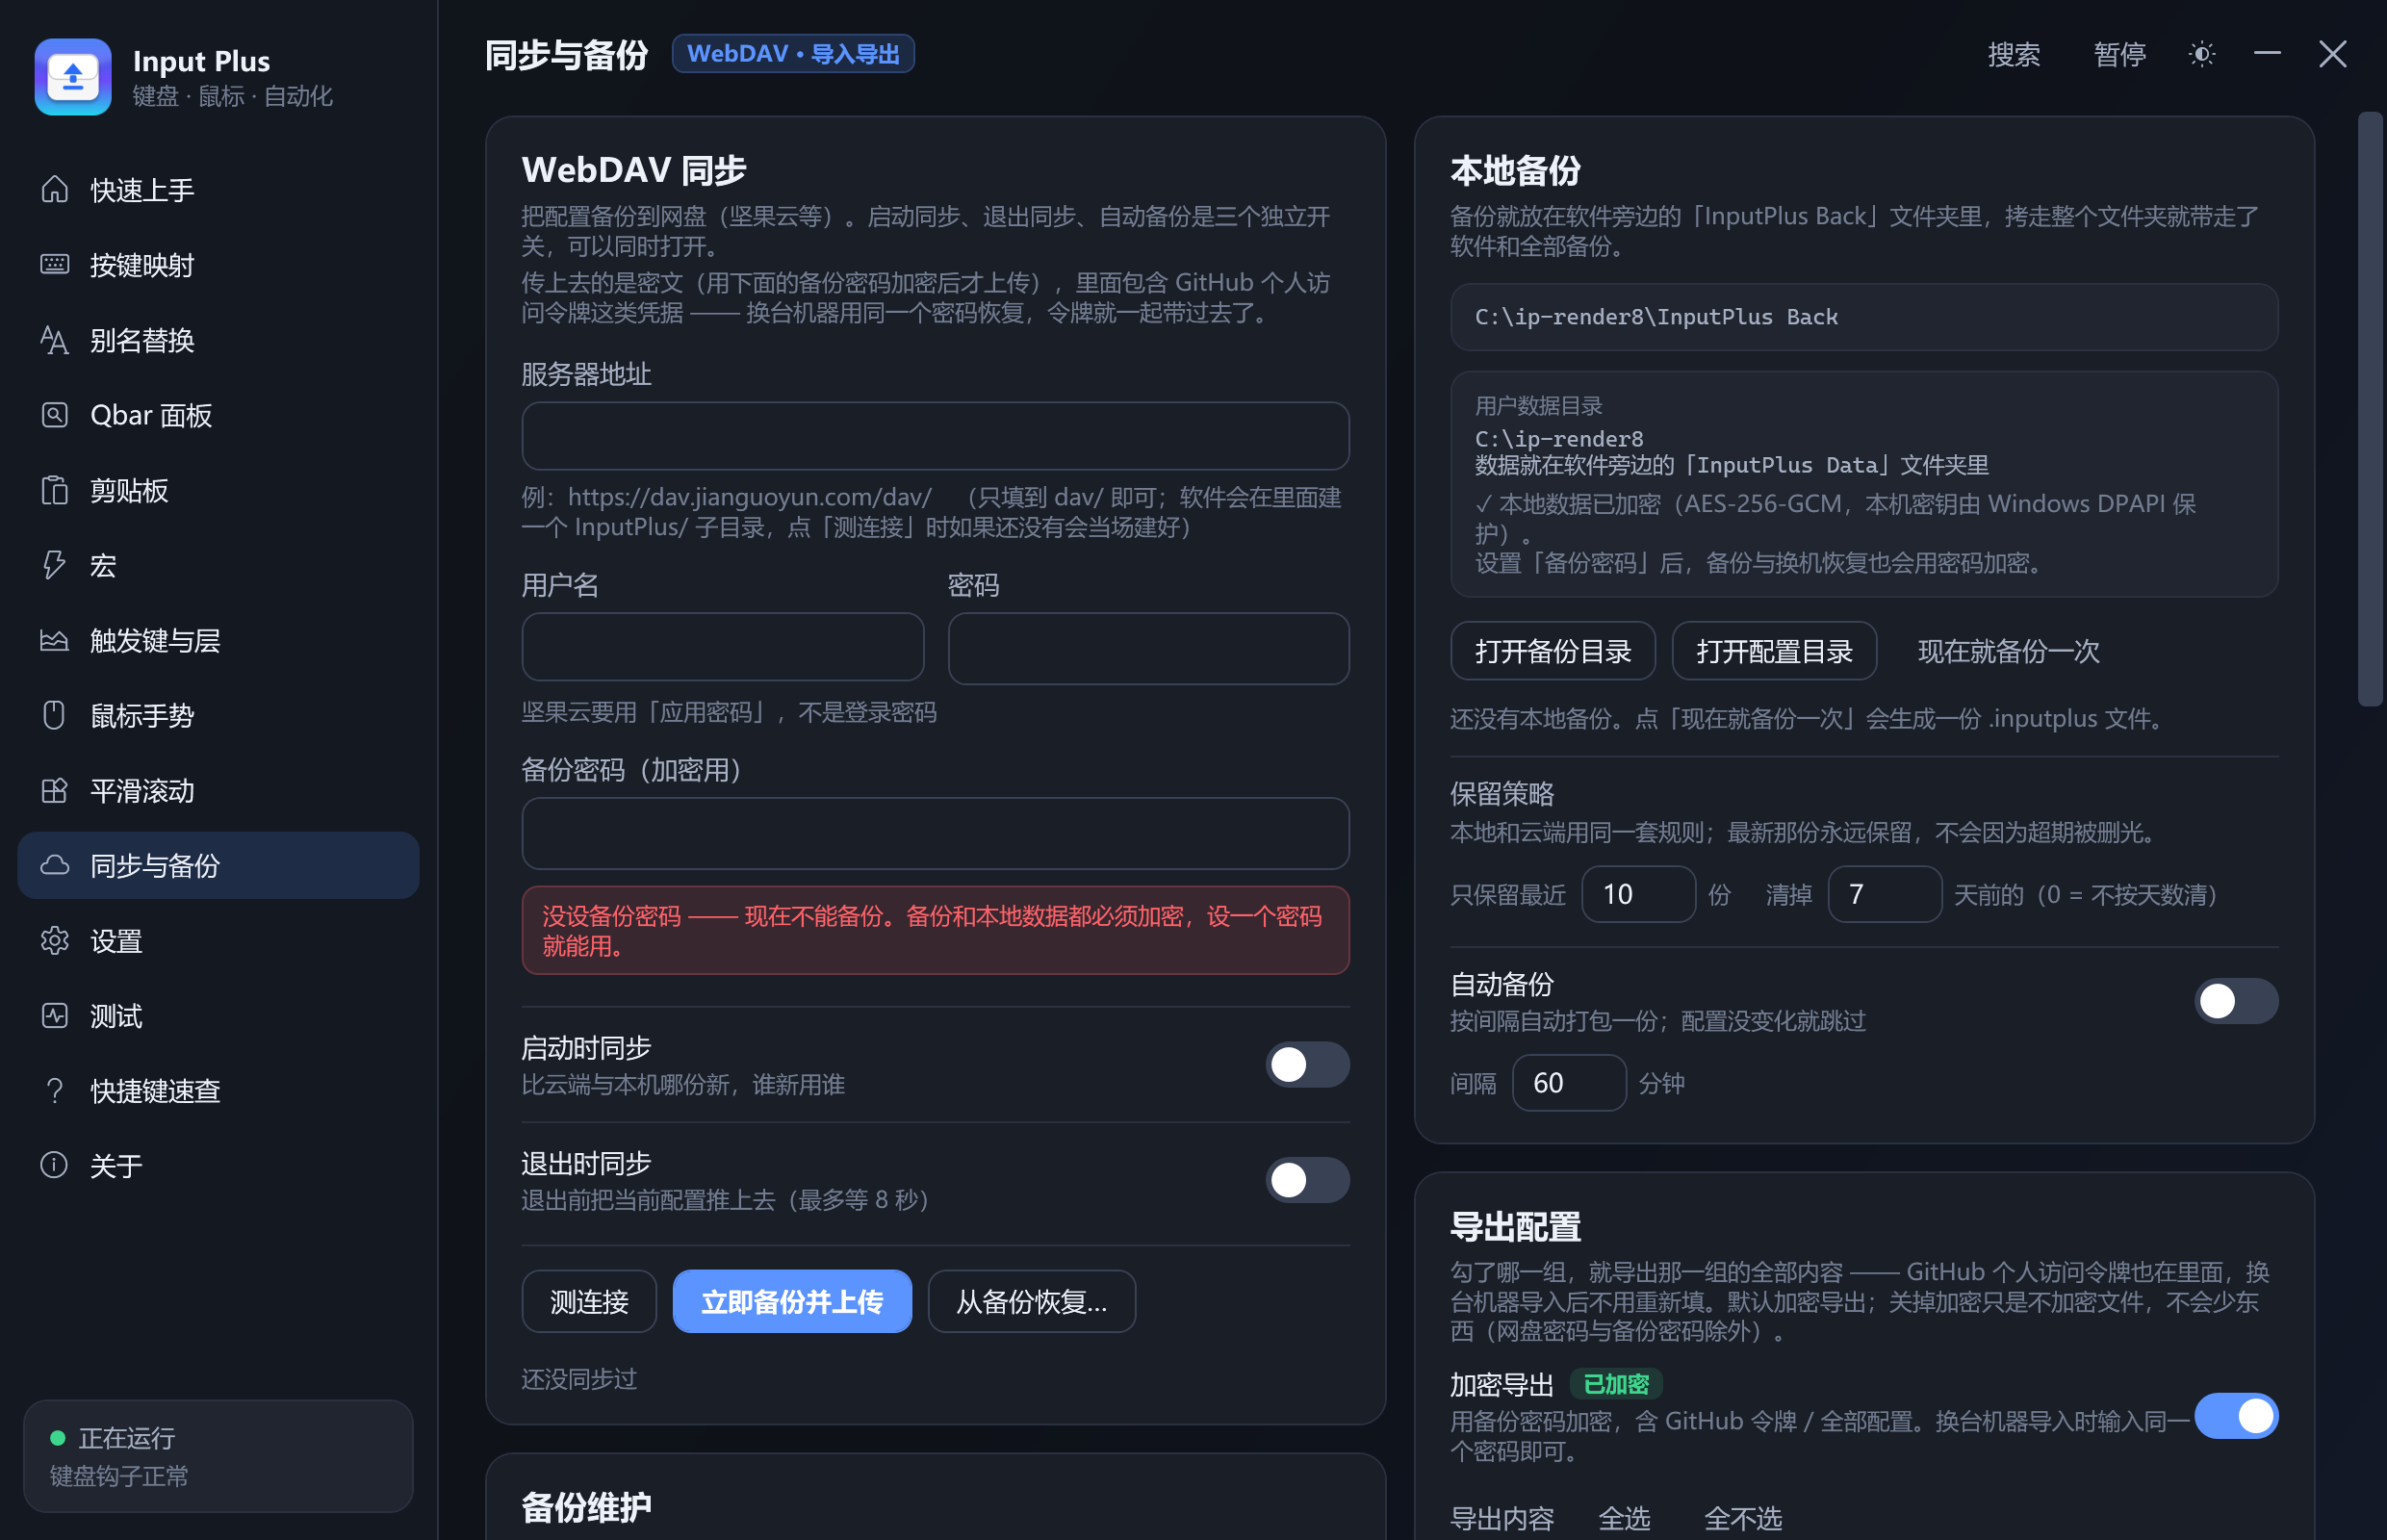 Input Plus
键盘 · 鼠标 · 自动化
快速上手
按键映射
别名替换
Qbar 面板
剪贴板
宏
触发键与层
鼠标手势
平滑滚动
同步与备份
设置
测试
快捷键速查
关于
正在运行
键盘钩子正常
同步与备份
WebDAV • 导入导出
搜索
暂停
WebDAV 同步
把配置备份到网盘（坚果云等）。启动同步、退出同步、自动备份是三个独立开
关，可以同时打开。
传上去的是密文（用下面的备份密码加密后才上传），里面包含 GitHub 个人访
问令牌这类凭据 —— 换台机器用同一个密码恢复，令牌就一起带过去了。
服务器地址
例：https://dav.jianguoyun.com/dav/ （只填到 dav/ 即可；软件会在里面建
一个 InputPlus/ 子目录，点「测连接」时如果还没有会当场建好）
用户名
密码
坚果云要用「应用密码」，不是登录密码
备份密码（加密用）
没设备份密码 —— 现在不能备份。备份和本地数据都必须加密，设一个密码
就能用。
启动时同步
比云端与本机哪份新，谁新用谁
退出时同步
退出前把当前配置推上去（最多等 8 秒）
测连接
立即备份并上传
从备份恢复...
还没同步过
备份维护
本地备份
备份就放在软件旁边的「InputPlus Back」文件夹里，拷走整个文件夹就带走了
软件和全部备份。
C:\ip-render8\InputPlus Back
用户数据目录
C:\ip-render8
数据就在软件旁边的「InputPlus Data」文件夹里
✓ 本地数据已加密（AES-256-GCM，本机密钥由 Windows DPAPI 保
护）。
设置「备份密码」后，备份与换机恢复也会用密码加密。
打开备份目录
打开配置目录
现在就备份一次
还没有本地备份。点「现在就备份一次」会生成一份 .inputplus 文件。
保留策略
本地和云端用同一套规则；最新那份永远保留，不会因为超期被删光。
只保留最近 10 份 清掉 7 天前的（0 = 不按天数清）
自动备份
按间隔自动打包一份；配置没变化就跳过
间隔 60 分钟
导出配置
勾了哪一组，就导出那一组的全部内容 —— GitHub 个人访问令牌也在里面，换
台机器导入后不用重新填。默认加密导出；关掉加密只是不加密文件，不会少东
西（网盘密码与备份密码除外）。
加密导出 已加密
用备份密码加密，含 GitHub 令牌 / 全部配置。换台机器导入时输入同一
个密码即可。
导出内容 全选 全不选